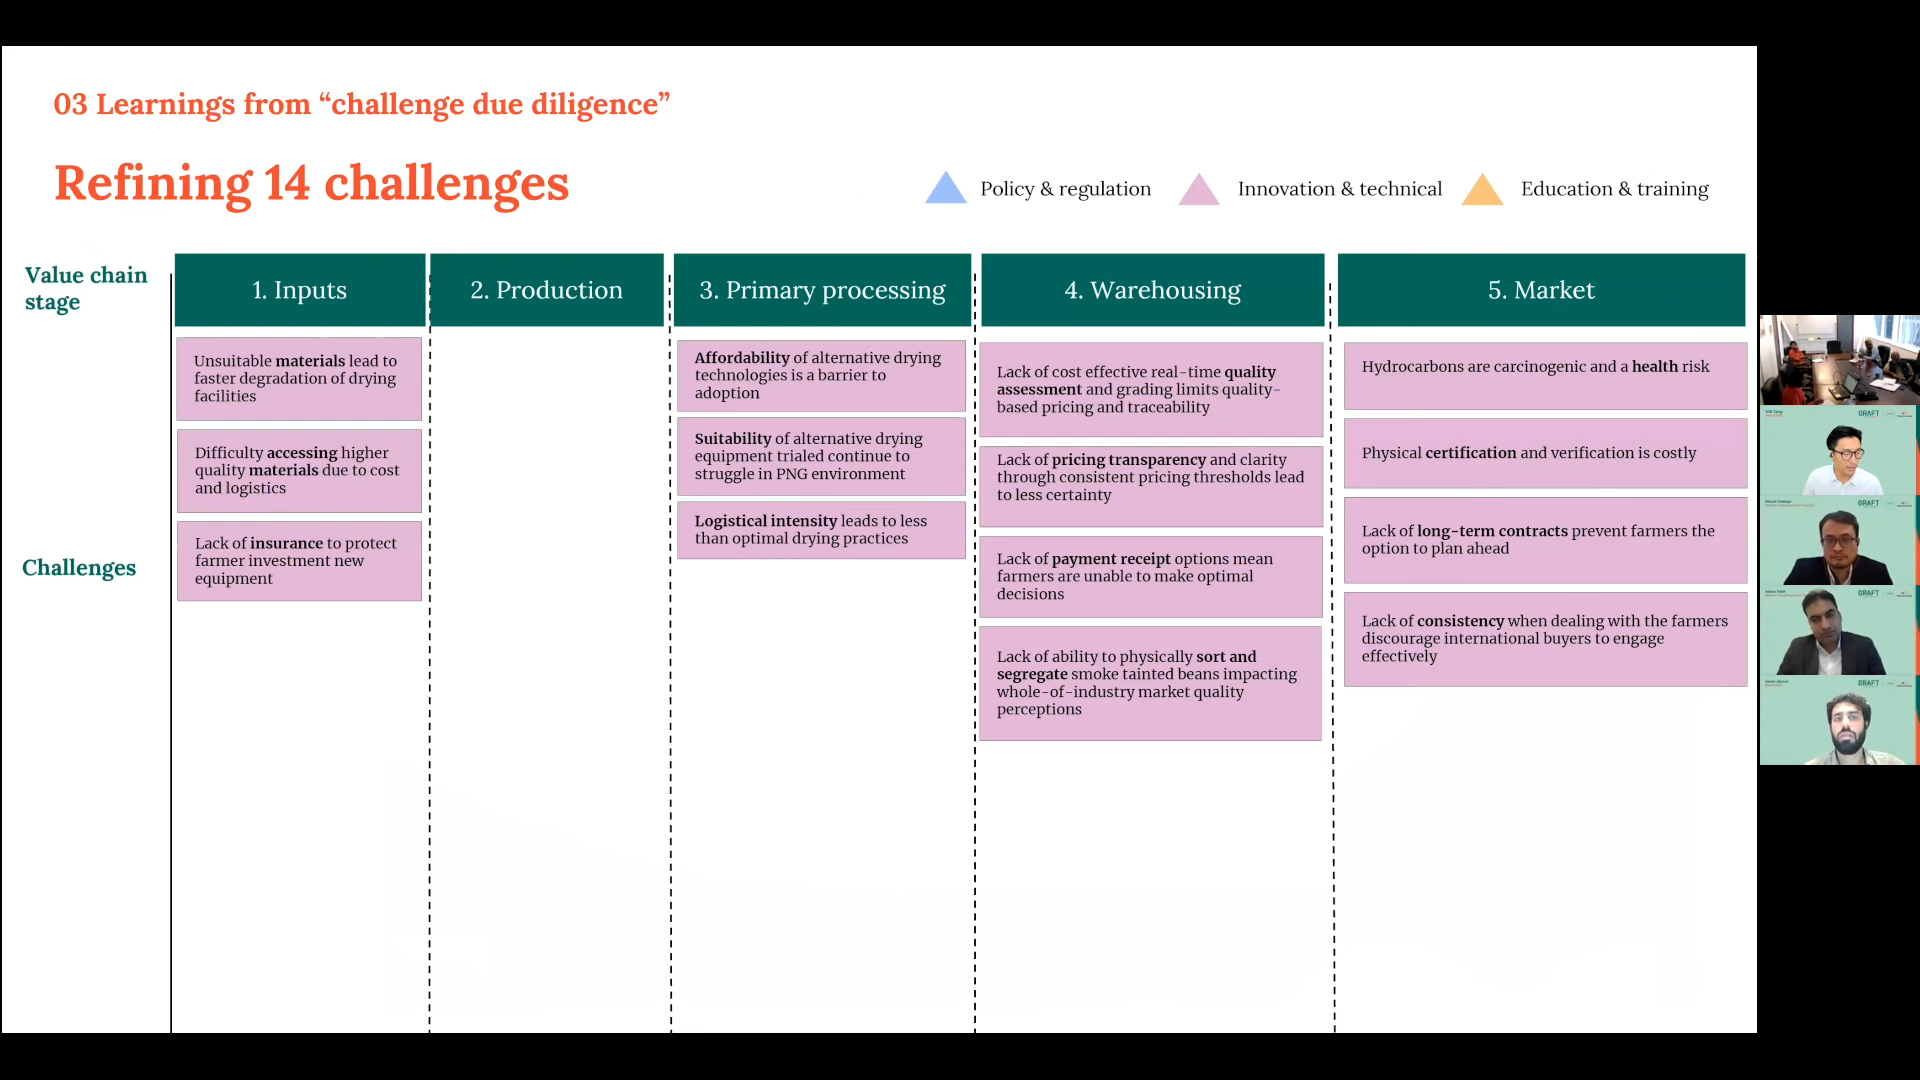 03 Learnings from “challenge due diligence”
Refining 14 challenges
Policy & regulation
Innovation & technical
Education & training
Value chain
stage
1. Inputs
2. Production
3. Primary processing
4. Warehousing
5. Market
Challenges
Unsuitable materials lead to
faster degradation of drying
facilities
Difficulty accessing higher
quality materials due to cost
and logistics
Lack of insurance to protect
farmer investment new
equipment
Affordability of alternative drying
technologies is a barrier to
adoption
Suitability of alternative drying
equipment trialed continue to
struggle in PNG environment
Logistical intensity leads to less
than optimal drying practices
Lack of cost effective real-time quality
assessment and grading limits quality-
based pricing and traceability
Lack of pricing transparency and clarity
through consistent pricing thresholds lead
to less certainty
Lack of payment receipt options mean
farmers are unable to make optimal
decisions
Lack of ability to physically sort and
segregate smoke tainted beans impacting
whole-of-industry market quality
perceptions
Hydrocarbons are carcinogenic and a health risk
Physical certification and verification is costly
Lack of long-term contracts prevent farmers the
option to plan ahead
Lack of consistency when dealing with the farmers
discourage international buyers to engage
effectively
GRAFT
GRAFT
GRAFT
GRAFT